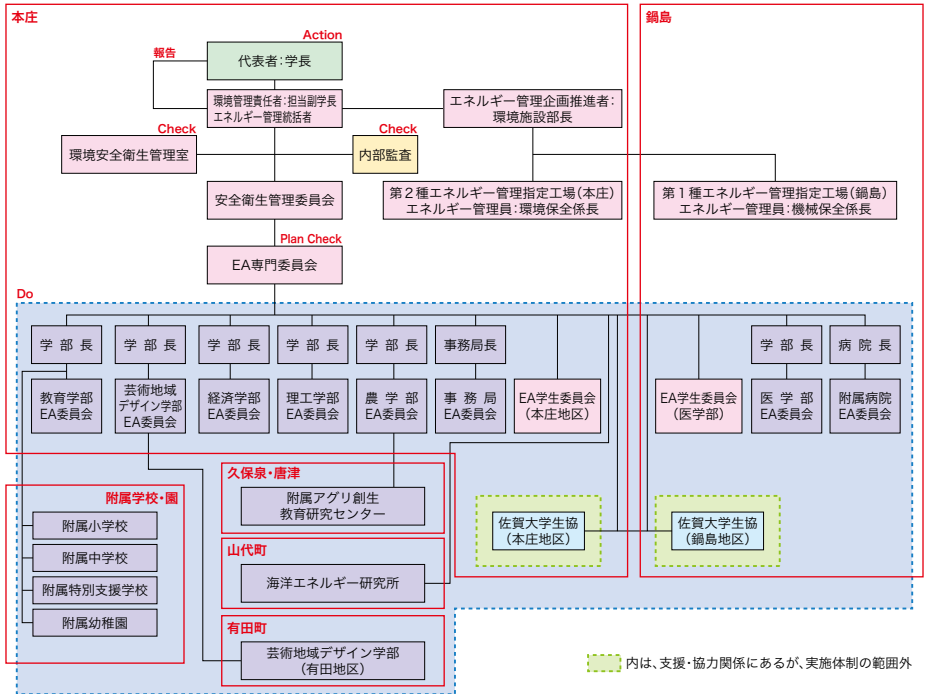 本庄
鍋島
Action
報告
代表者:学長
環境管理責任者:担当副学長
エネルギー管理統括者
エネルギー管理企画推進者:
環境施設部長
Check
環境安全衛生管理室
Check
内部監査
安全衛生管理委員会
第2種エネルギー管理指定工場(本庄)
エネルギー管理員:環境保全係長
第1種エネルギー管理指定工場(鍋島)
エネルギー管理員:機械保全係長
Plan Check
EA専門委員会
Do
学部長
学部長
学部長
学部長
学部長
事務局長
学部長
病院長
教育学部
EA委員会
芸術地域
デザイン学部
EA委員会
経済学部
EA委員会
理工学部
EA委員会
農学部
EA委員会
事務局
EA委員会
EA学生委員会
(本庄地区)
EA学生委員会
(医学部)
医学部
EA委員会
附属病院
EA委員会
附属学校・園
附属小学校
附属中学校
附属特別支援学校
附属幼稚園
久保泉・唐津
附属アグリ創生
教育研究センター
山代町
海洋エネルギー研究所
有田町
芸術地域デザイン学部
(有田地区)
佐賀大学生協
(本庄地区)
佐賀大学生協
(鍋島地区)
内は、支援・協力関係にあるが、実施体制の範囲外